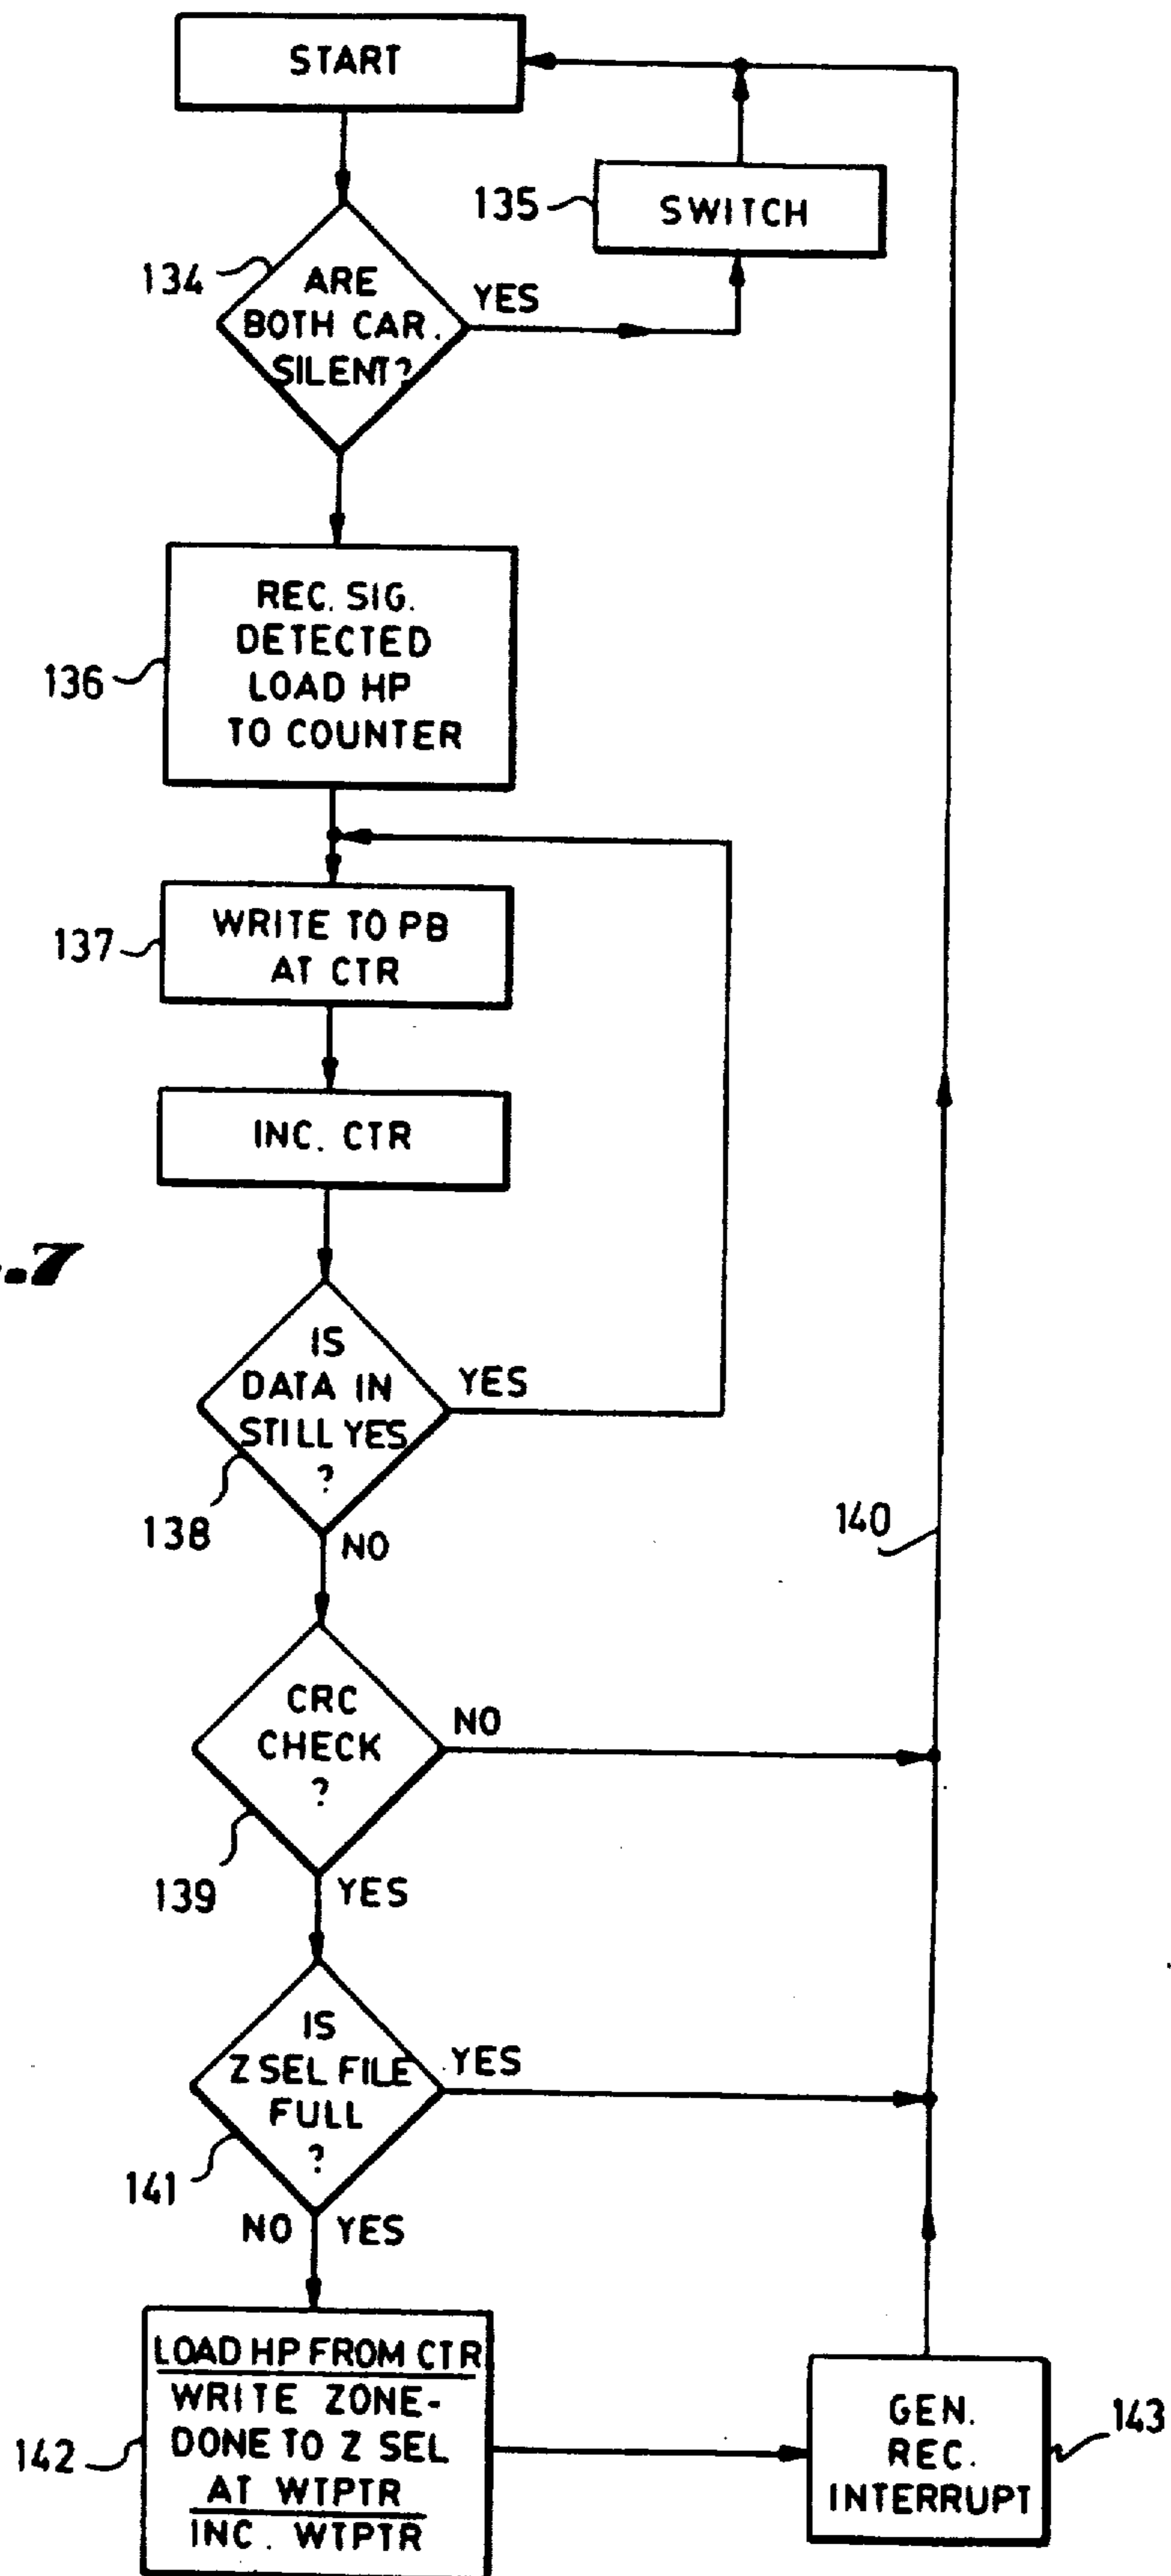 START
135
SWITCH
134
ARE
BOTH CAR.
SILENT?
YES
136
REC. SIG.
DETECTED
LOAD HP
TO COUNTER
137
WRITE TO PB
AT CTR
INC. CTR
.7
IS
DATA IN
STILL YES
?
YES
138
NO
140
CRC
CHECK
?
NO
139
YES
IS
Z SEL FILE
FULL
?
YES
141
NO YES
142
LOAD HP FROM CTR
WRITE ZONE-
DONE TO Z SEL
AT WTPTR
INC. WTPTR
GEN.
REC.
INTERRUPT
143